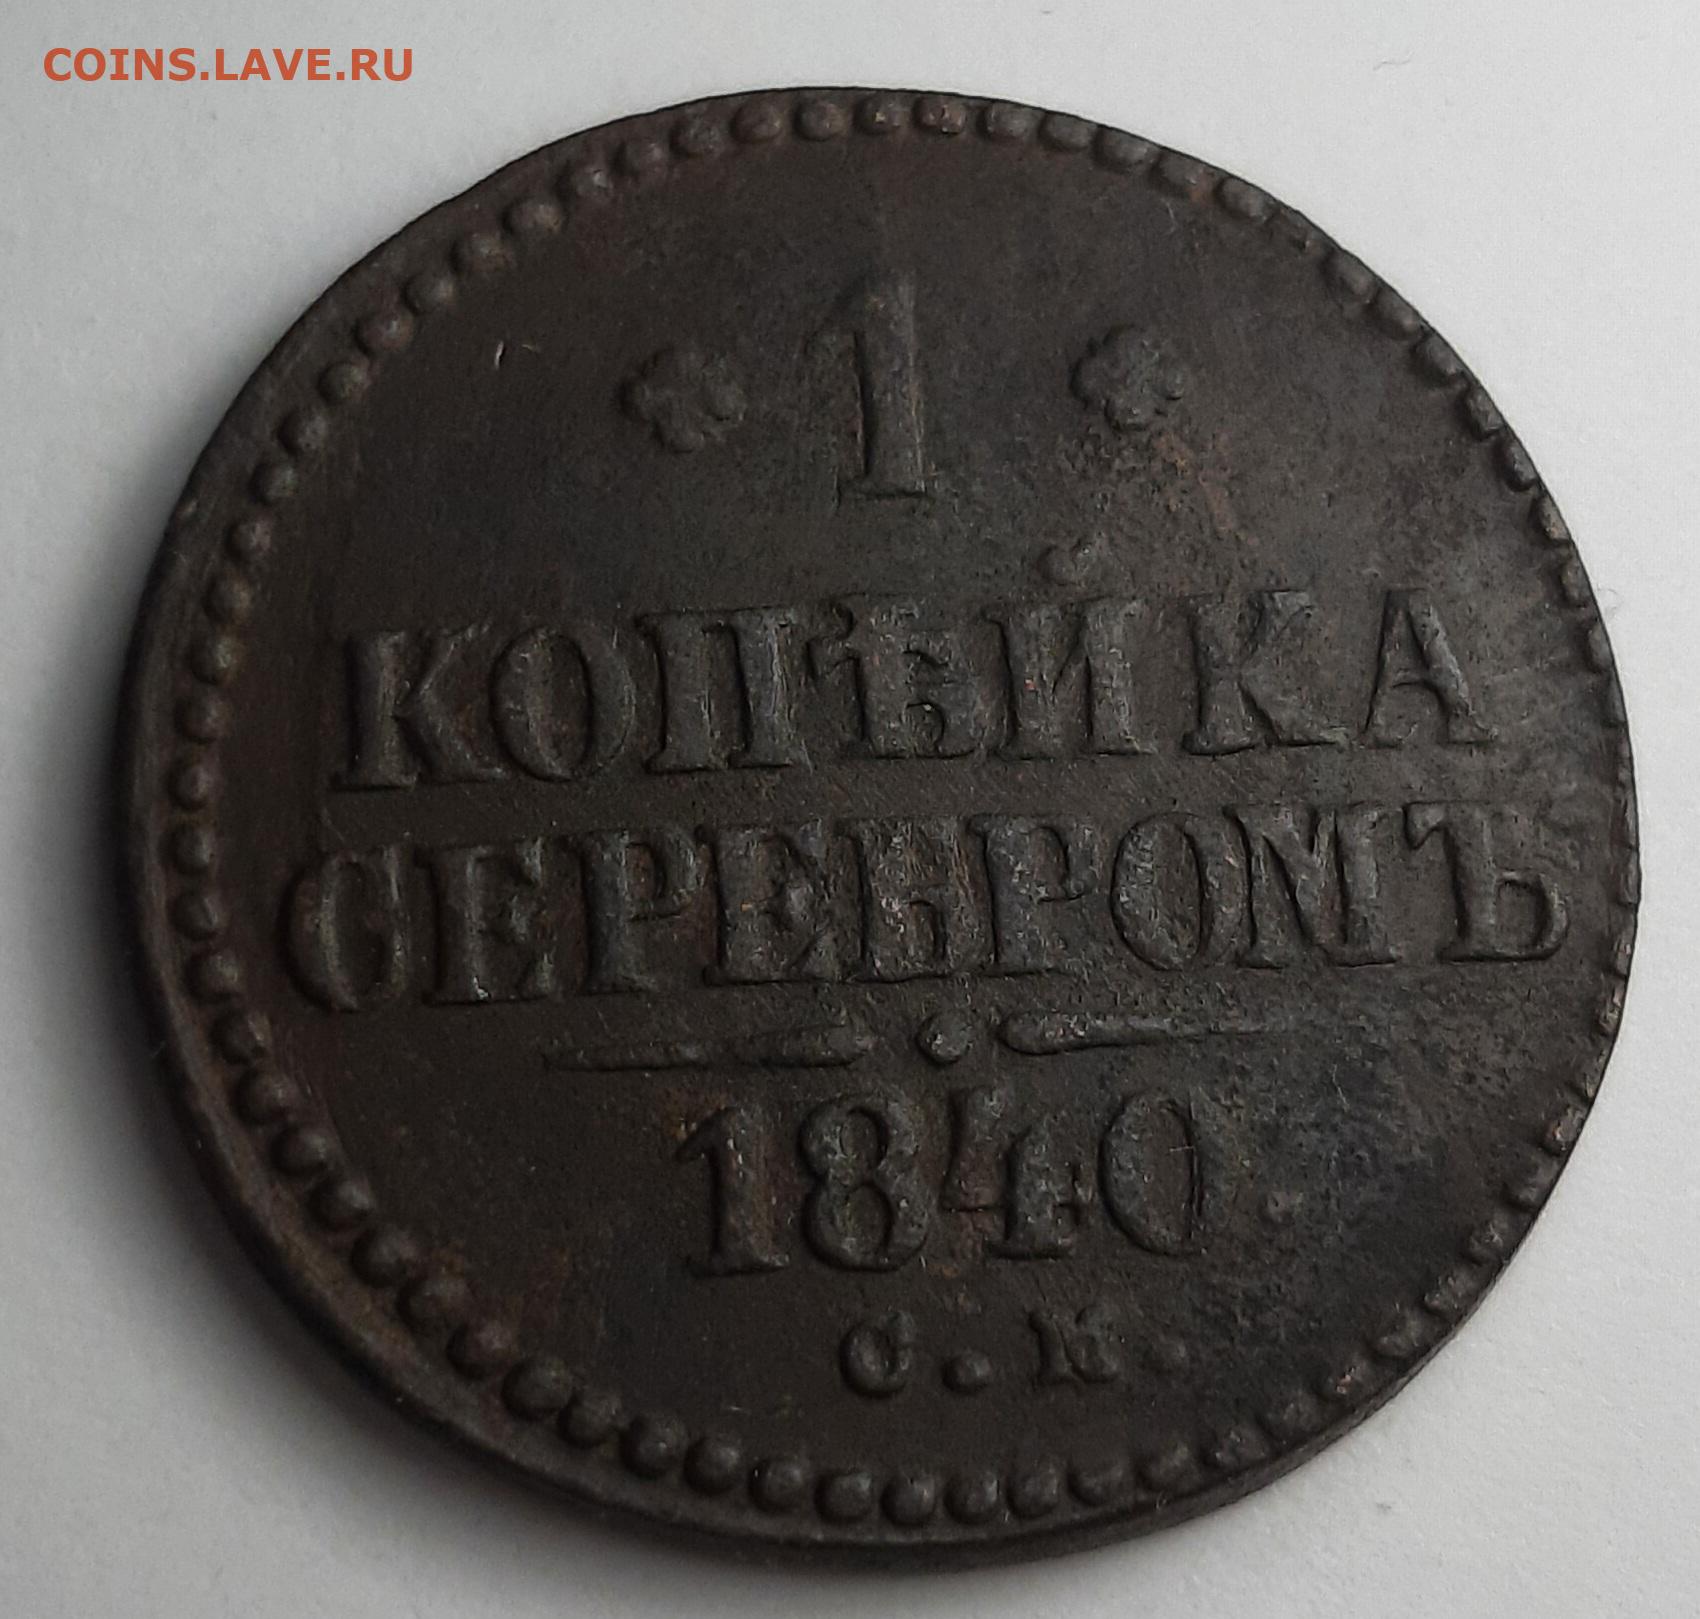 COINS.LAVE.RU
1
КОПѢЙКА
СЕРЕБРОМЪ
1840
С. М.